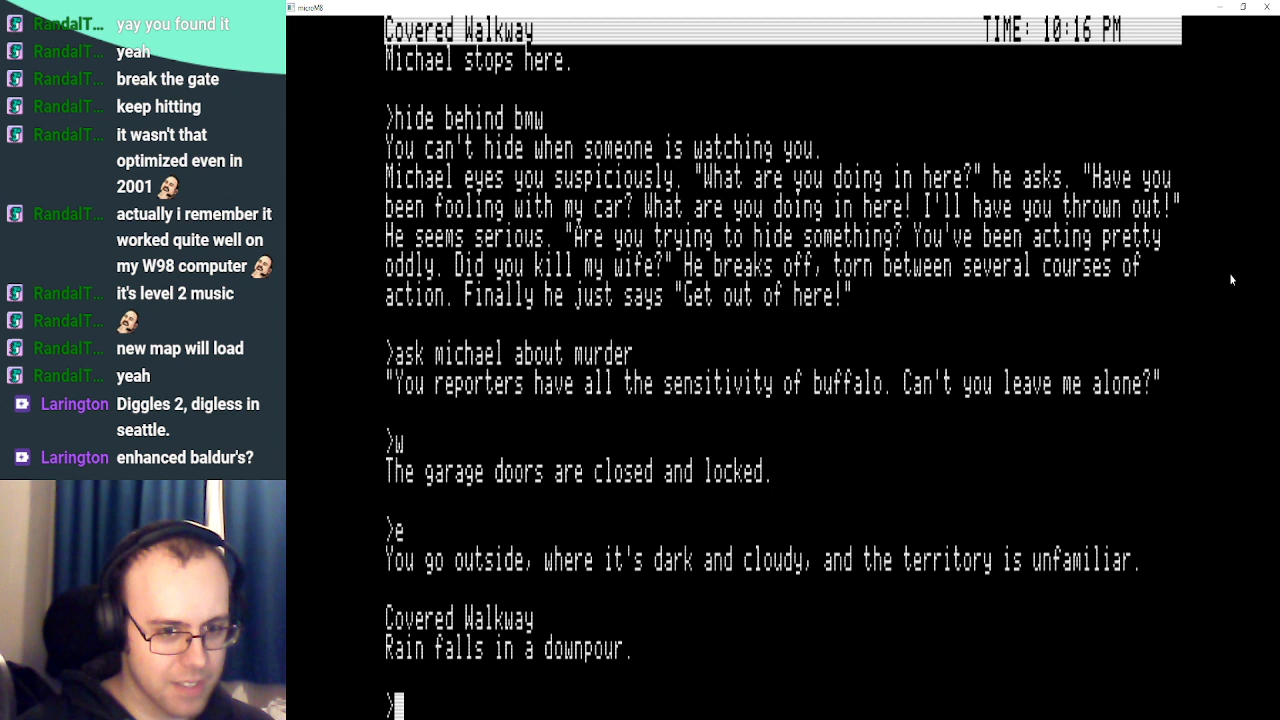 RandalT... yay you found it
RandalT... yeah
RandalT... break the gate
RandalT... keep hitting
RandalT... it wasn't that
optimized even in
2001
RandalT... actually i remember it
worked quite well on
my W98 computer
RandalT... it's level 2 music
RandalT...
RandalT... new map will load
RandalT... yeah
Larington Diggles 2, digless in
seattle.
Larington enhanced baldur's?
microM8
Covered Walkway TIME: 10:16 PM
Michael stops here.
>hide behind bmw
You can't hide when someone is watching you.
Michael eyes you suspiciously. "What are you doing in here?" he asks. "Have you
been fooling with my car? What are you doing in here! I'll have you thrown out!"
He seems serious. "Are you trying to hide something? You've been acting pretty
oddly. Did you kill my wife?" He breaks off, torn between several courses of
action. Finally he just says "Get out of here!"
>ask michael about murder
"You reporters have all the sensitivity of buffalo. Can't you leave me alone?"
>w
The garage doors are closed and locked.
>e
You go outside, where it's dark and cloudy, and the territory is unfamiliar.
Covered Walkway
Rain falls in a downpour.
>